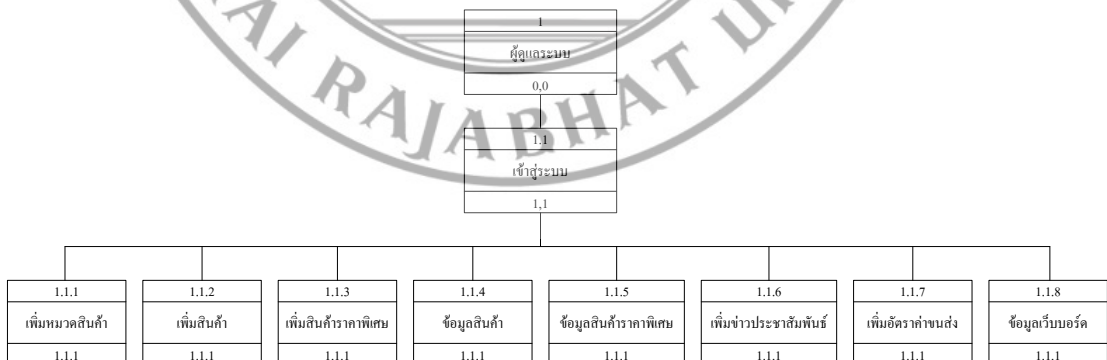 1
ผู้ดูแลระบบ
0,0
RAI RAJABHAT UN
1.1
เข้าสู่ระบบ
1,1
1.1.1 1.1.2 1.1.3 1.1.4 1.1.5 1.1.6 1.1.7 1.1.8
เพิ่มหมวดสินค้า เพิ่มสินค้า เพิ่มสินค้าราคาพิเศษ ข้อมูลสินค้า ข้อมูลสินค้าราคาพิเศษ เพิ่มข่าวประชาสัมพันธ์ เพิ่มอัตราค่าขนส่ง ข้อมูลเว็บบอร์ด
1.1.1 1.1.1 1.1.1 1.1.1 1.1.1 1.1.1 1.1.1 1.1.1